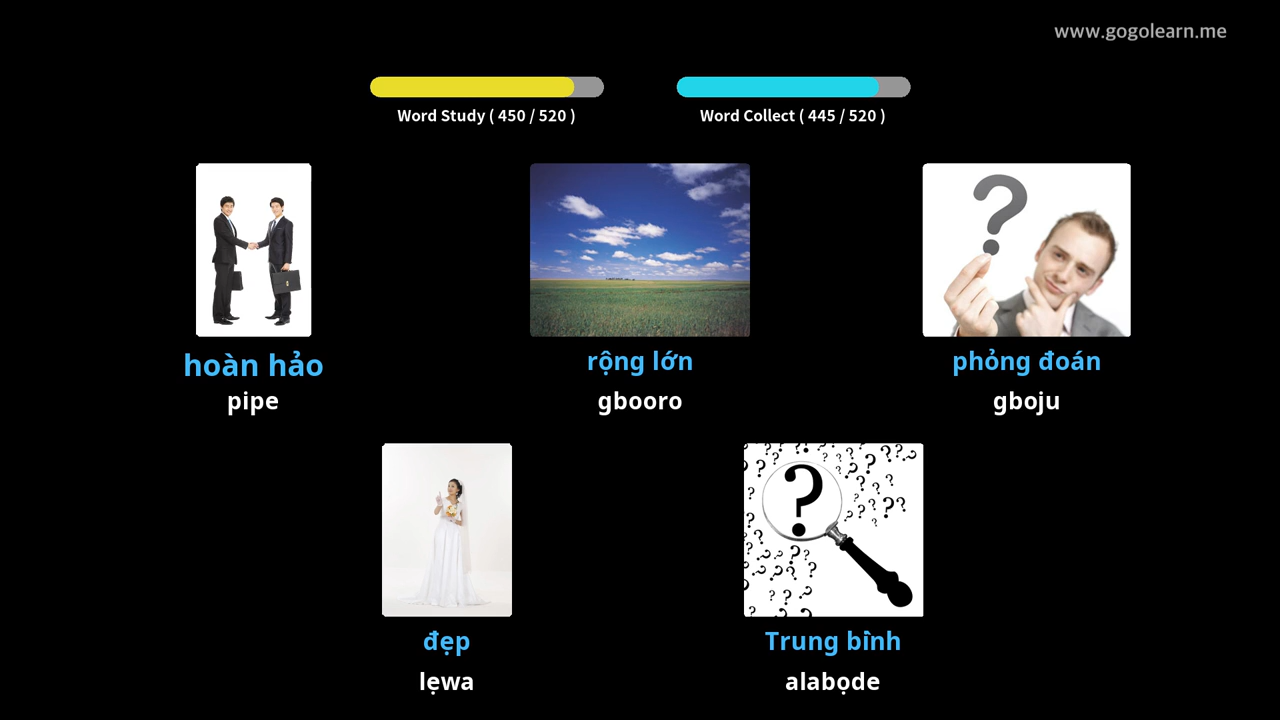 www.gogolearn.me
Word Study ( 450 / 520 )
Word Collect ( 445 / 520 )
hoàn hảo
pipe
rộng lớn
gbooro
phỏng đoán
gboju
đẹp
lẹwa
Trung bình
alabọde